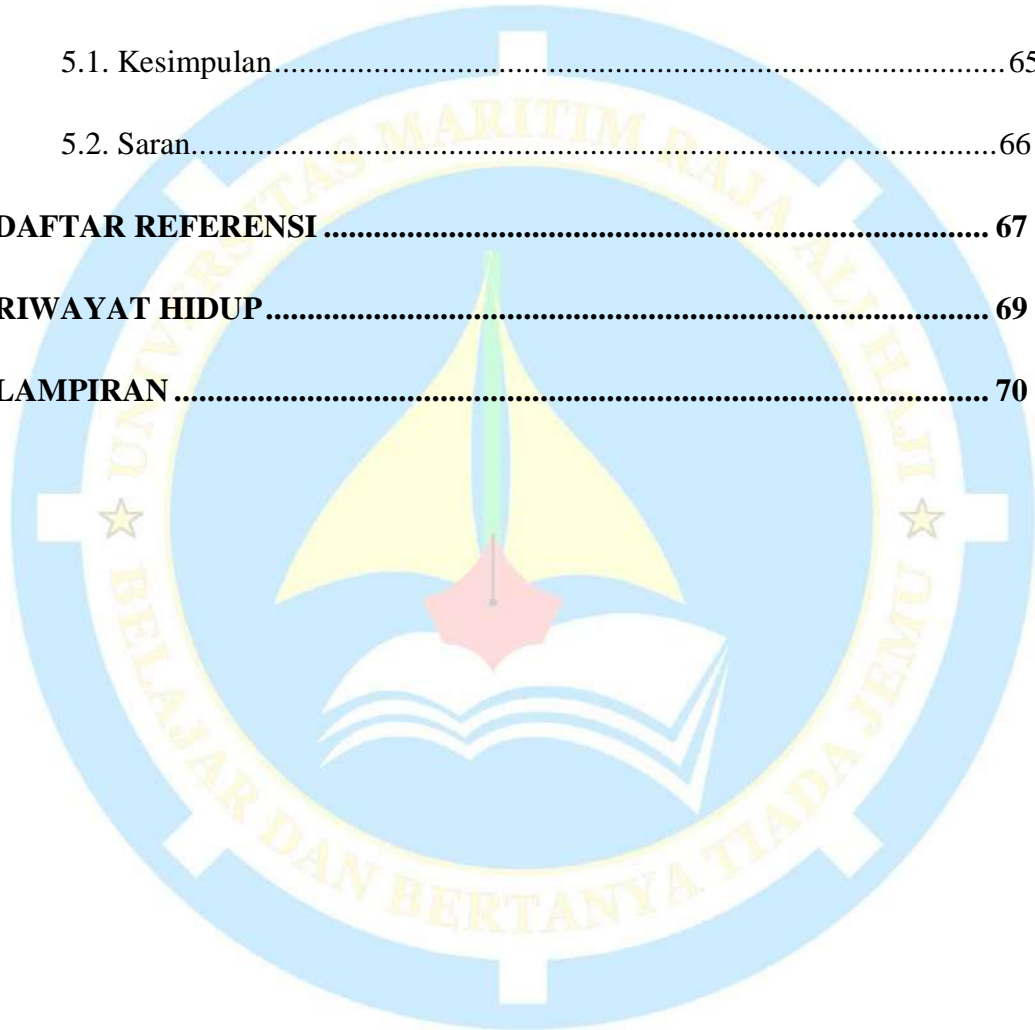 5.1. Kesimpulan........................................................................................65
5.2. Saran.................................................................................................66
DAFTAR REFERENSI ................................................................................. 67
RIWAYAT HIDUP ........................................................................................ 69
LAMPIRAN ................................................................................................... 70
UNIVERSITAS MARITIM RAJA ALI HAJI
BELAJAR DAN BERTANYA TIADA JEMU